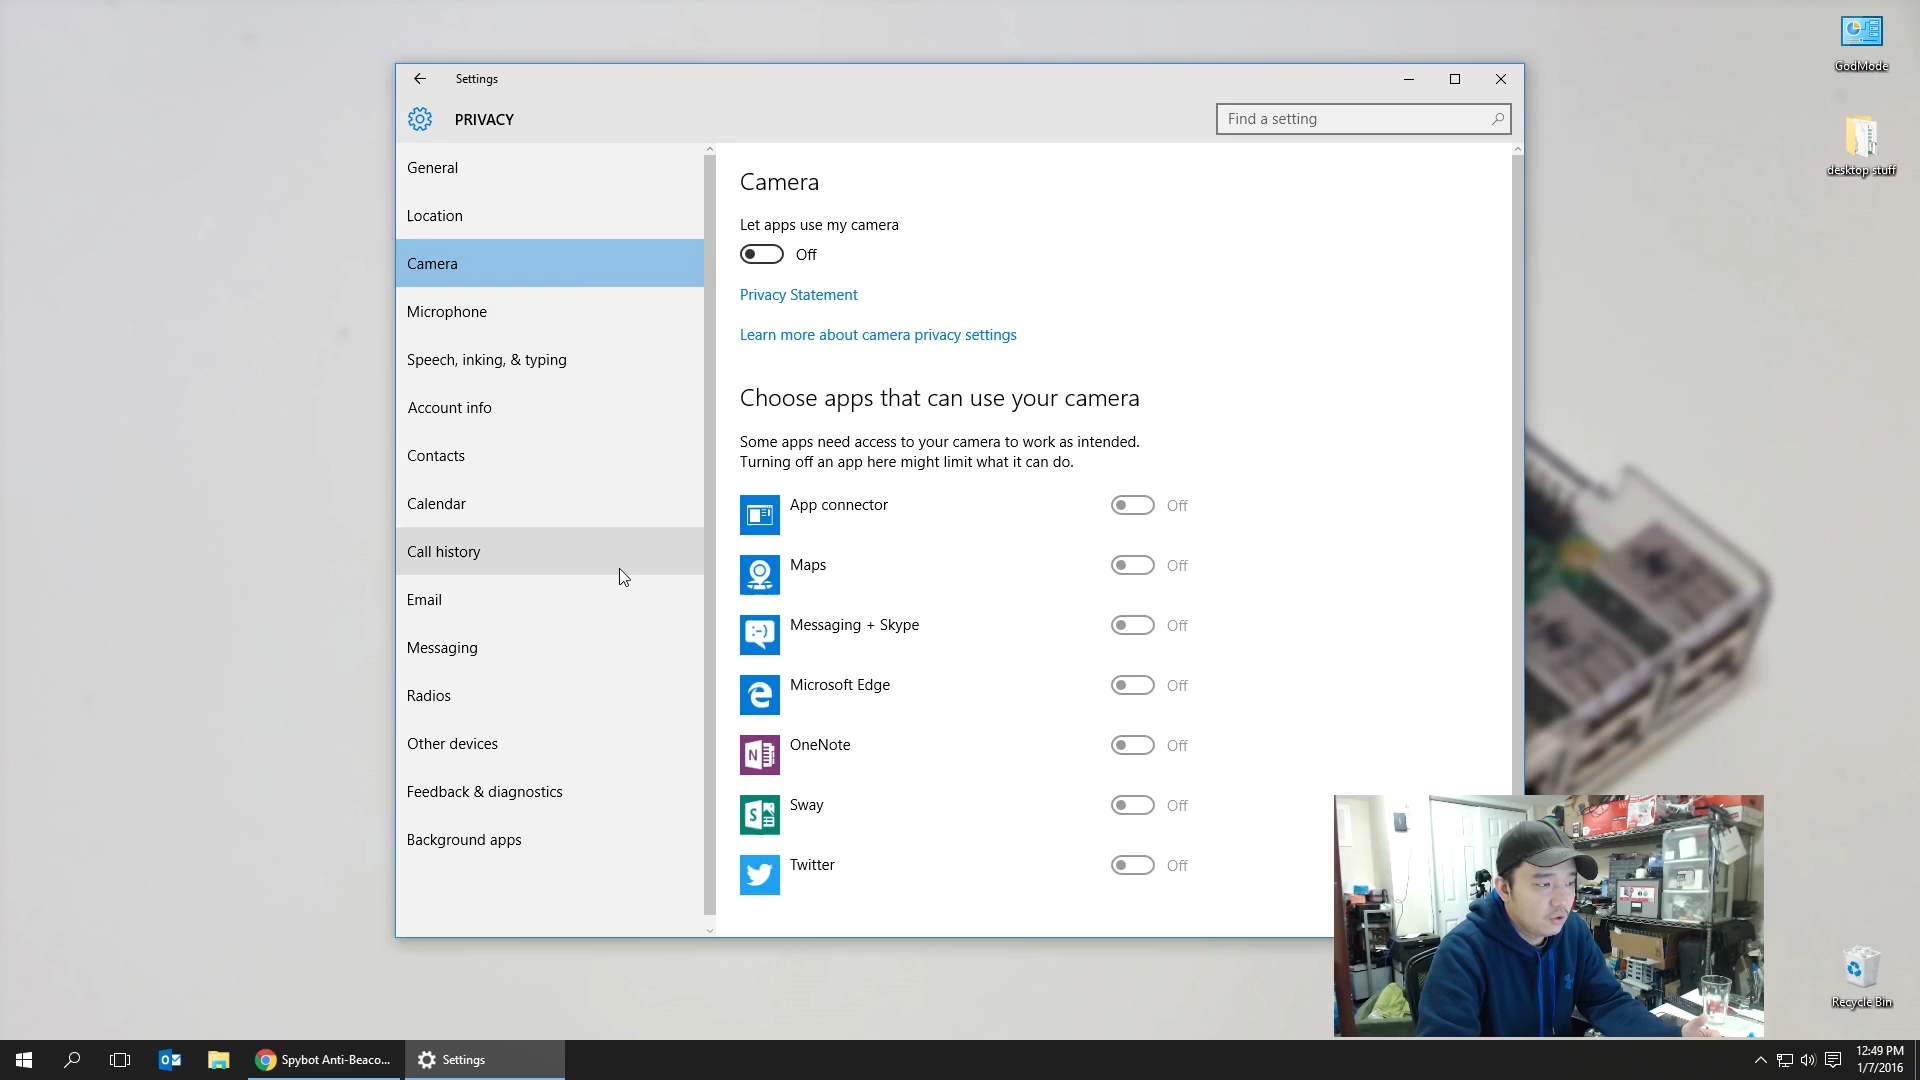 GodMode
desktop stuff
Settings
PRIVACY
Find a setting
General
Location
Camera
Microphone
Speech, inking, & typing
Account info
Contacts
Calendar
Call history
Email
Messaging
Radios
Other devices
Feedback & diagnostics
Background apps
Camera
Let apps use my camera
Off
Privacy Statement
Learn more about camera privacy settings
Choose apps that can use your camera
Some apps need access to your camera to work as intended.
Turning off an app here might limit what it can do.
App connector Off
Maps Off
Messaging + Skype Off
Microsoft Edge Off
OneNote Off
Sway Off
Twitter Off
Recycle Bin
Spybot Anti-Beaco...
Settings
12:49 PM
1/7/2016